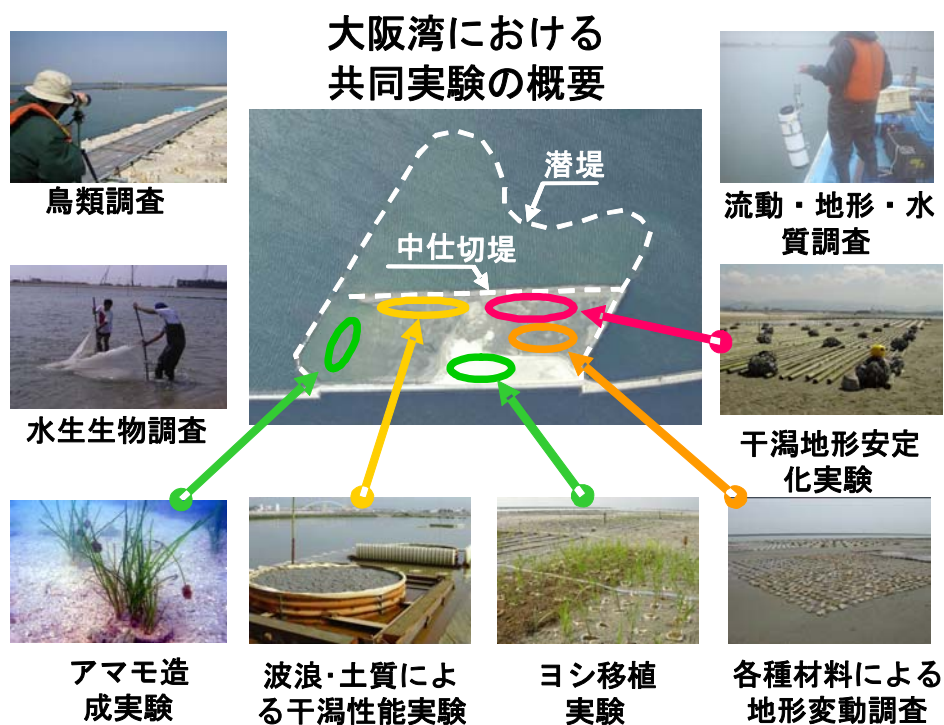 大阪湾における
共同実験の概要
鳥類調査
潜堤
中仕切堤
流動・地形・水
質調査
水生生物調査
干潟地形安定
化実験
アマモ造
成実験
波浪･土質によ
る干潟性能実験
ヨシ移植
実験
各種材料による
地形変動調査